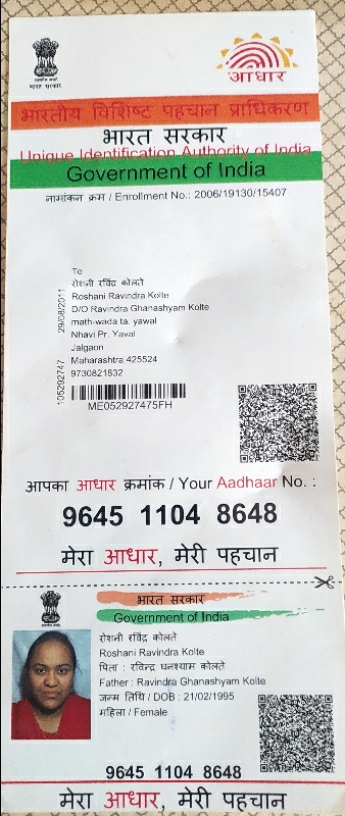 भारत सरकार
आधार
भारतीय विशिष्ट पहचान प्राधिकरण
भारत सरकार
Unique Identification Authority of India
Government of India
नामांकन क्रम / Enrollment No.: 2006/19130/15407
To
रोशनी रविंद्र कोलते
Roshani Ravindra Kolte
D/O Ravindra Ghanashyam Kolte
math-wada ta. yawal
Nhavi Pr. Yaval
Jalgaon
Maharashtra 425524
9730821632
29/08/2011
105292747
ME052927475FH
आपका आधार क्रमांक / Your Aadhaar No. :
9645 1104 8648
मेरा आधार, मेरी पहचान
भारत सरकार
Government of India
रोशनी रविंद्र कोलते
Roshani Ravindra Kolte
पिता : रविन्द्र घनश्याम कोलते
Father : Ravindra Ghanashyam Kolte
जन्म तिथि / DOB : 21/02/1995
महिला / Female
9645 1104 8648
मेरा आधार, मेरी पहचान